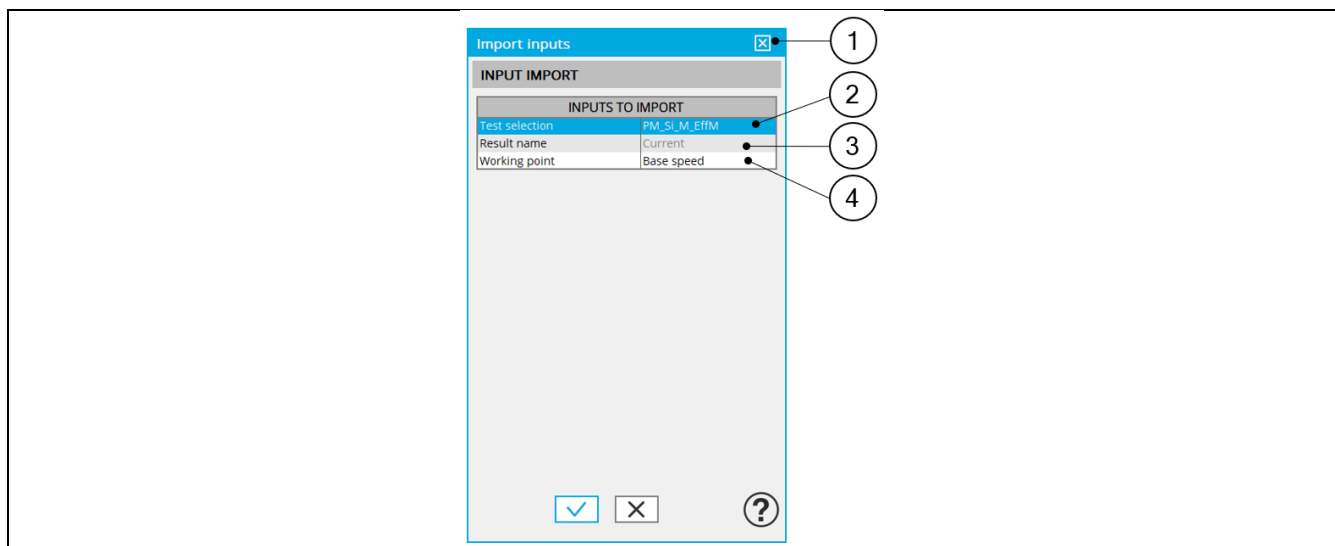 Import inputs
1
INPUT IMPORT
2
INPUTS TO IMPORT
Test selection PM_Si_M_EffM
Result name Current
3
Working point Base speed
4
?